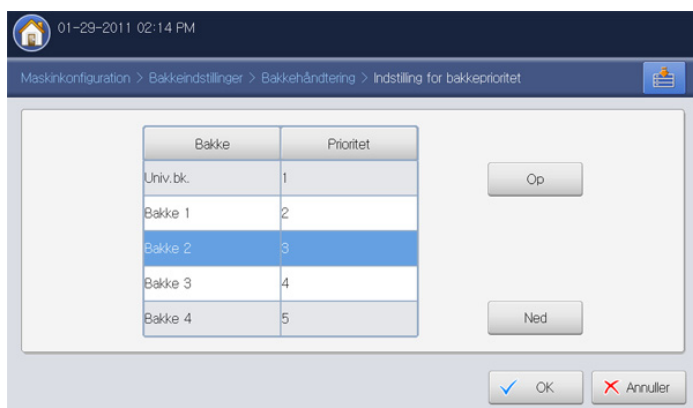 01-29-2011 02:14 PM
Maskinkonfiguration > Bakkeindstillinger > Bakkehåndtering > Indstilling for bakkeprioritet
Bakke Prioritet
Univ.bk. 1
Op
Bakke 1 2
Bakke 2 3
Bakke 3 4
Bakke 4 5
Ned
OK Annuller